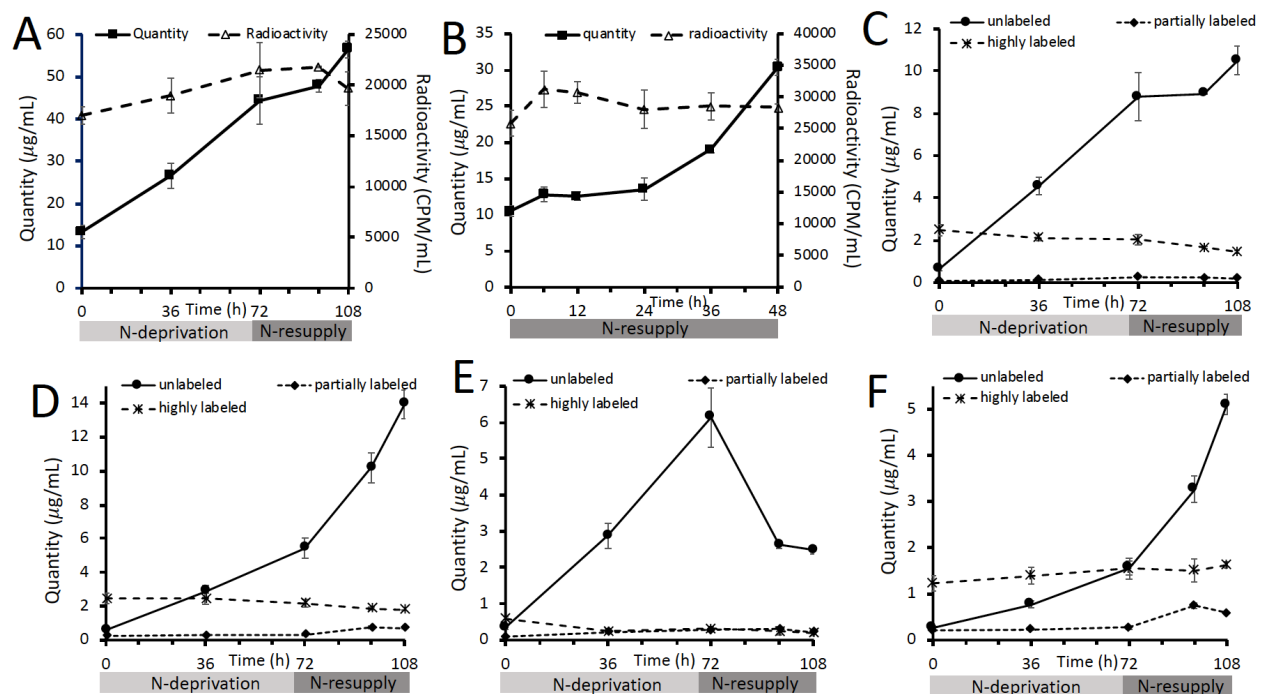 A
Quantity
Radioactivity
Quantity (µg/mL)
60
50
40
30
20
10
0
25000
20000
15000
10000
5000
0
Radioactivity (CPM/mL)
0 36 Time (h) 72 108
N-deprivation N-resupply
B
quantity
radioactivity
Quantity (µg/mL)
35
30
25
20
15
10
5
0
40000
35000
30000
25000
20000
15000
10000
5000
0
Radioactivity (CPM/mL)
0 12 24 Time (h) 36 48
N-resupply
C
unlabeled
partially labeled
highly labeled
Quantity (µg/mL)
12
10
8
6
4
2
0
0 36 Time (h) 72 108
N-deprivation N-resupply
D
unlabeled
partially labeled
highly labeled
Quantity (µg/mL)
14
12
10
8
6
4
2
0
0 36 Time (h) 72 108
N-deprivation N-resupply
E
unlabeled
partially labeled
highly labeled
Quantity (µg/mL)
7
6
5
4
3
2
1
0
0 36 Time (h) 72 108
N-deprivation N-resupply
F
unlabeled
partially labeled
highly labeled
Quantity (µg/mL)
5
4
3
2
1
0
0 36 Time (h) 72 108
N-deprivation N-resupply